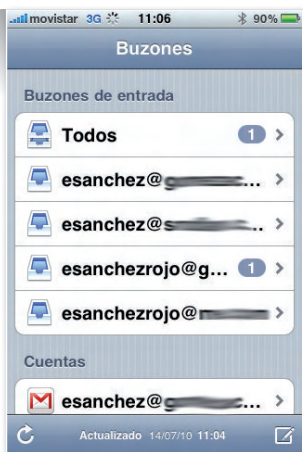 movistar 3G 11:06 90%
Buzones
Buzones de entrada
Todos 1
esanchez@g...
esanchez@s...
esanchezrojo@g... 1
esanchezrojo@
Cuentas
esanchez@g...
Actualizado 14/07/10 11:04